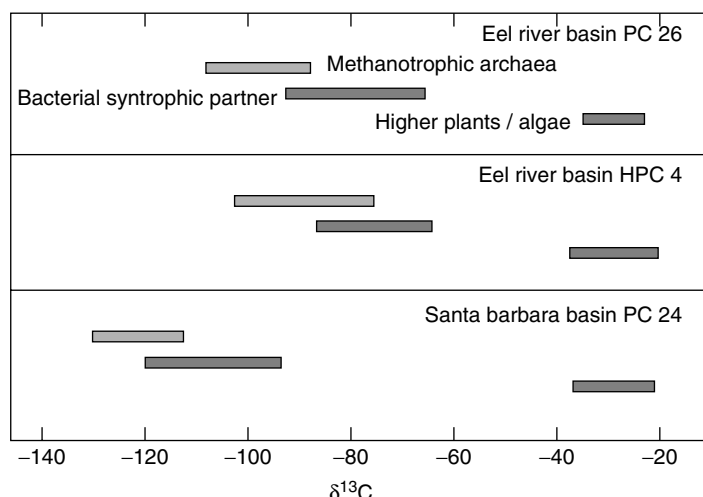 Eel river basin PC 26
Methanotrophic archaea
Bacterial syntrophic partner
Higher plants / algae
Eel river basin HPC 4
Santa barbara basin PC 24
−140 −120 −100 −80 −60 −40 −20
δ¹³C